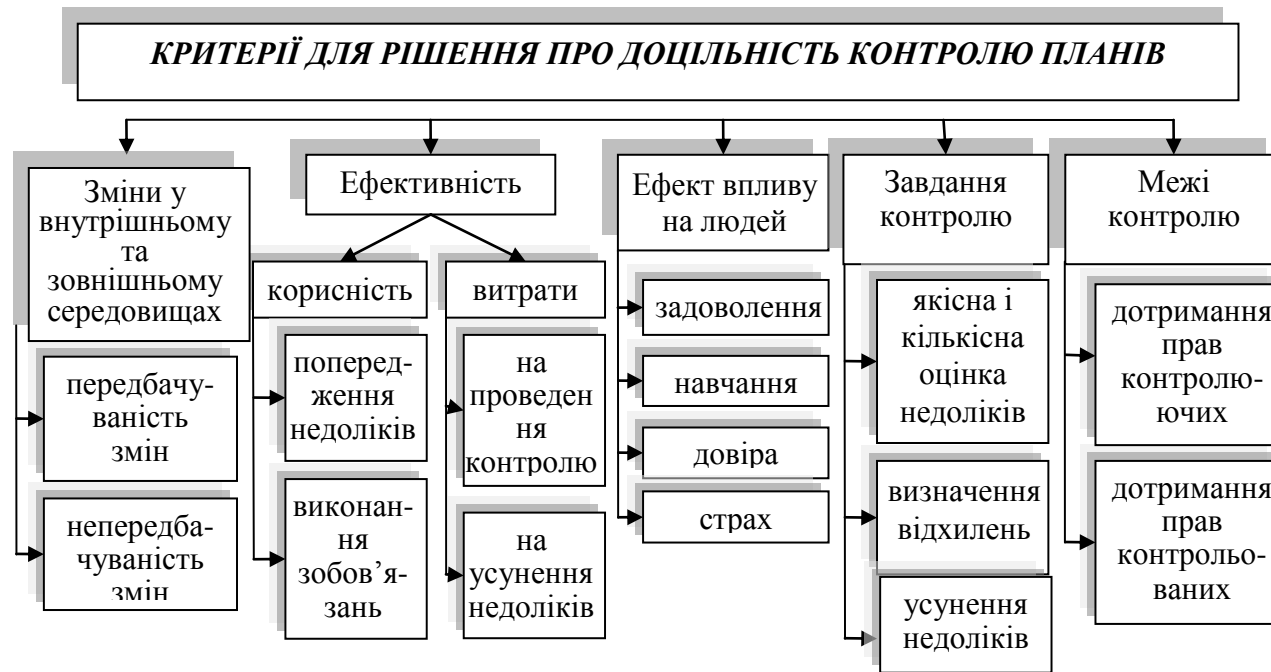 КРИТЕРІЇ ДЛЯ РІШЕННЯ ПРО ДОЦІЛЬНІСТЬ КОНТРОЛЮ ПЛАНІВ
Зміни у
внутрішньому
та
зовнішньому
середовищах
передбачу-
ваність
змін
непередба-
чуваність
змін
Ефективність
корисність
поперед-
ження
недоліків
виконан-
ня
зобов’я-
зань
витрати
на
проведен
ня
контролю
на
усунення
недоліків
Ефект впливу
на людей
задоволення
навчання
довіра
страх
Завдання
контролю
якісна і
кількісна
оцінка
недоліків
визначення
відхилень
усунення
недоліків
Межі
контролю
дотримання
прав
контролю-
ючих
дотримання
прав
контрольо-
ваних